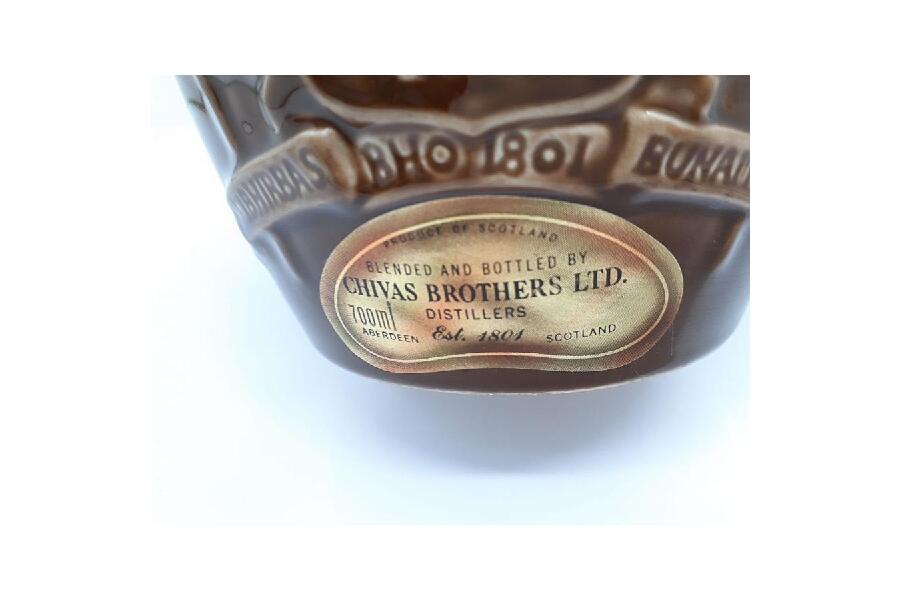 BHO 1801
PRODUCT OF SCOTLAND
BLENDED AND BOTTLED BY
CHIVAS BROTHERS LTD.
700ml DISTILLERS
ABERDEEN Est. 1801 SCOTLAND